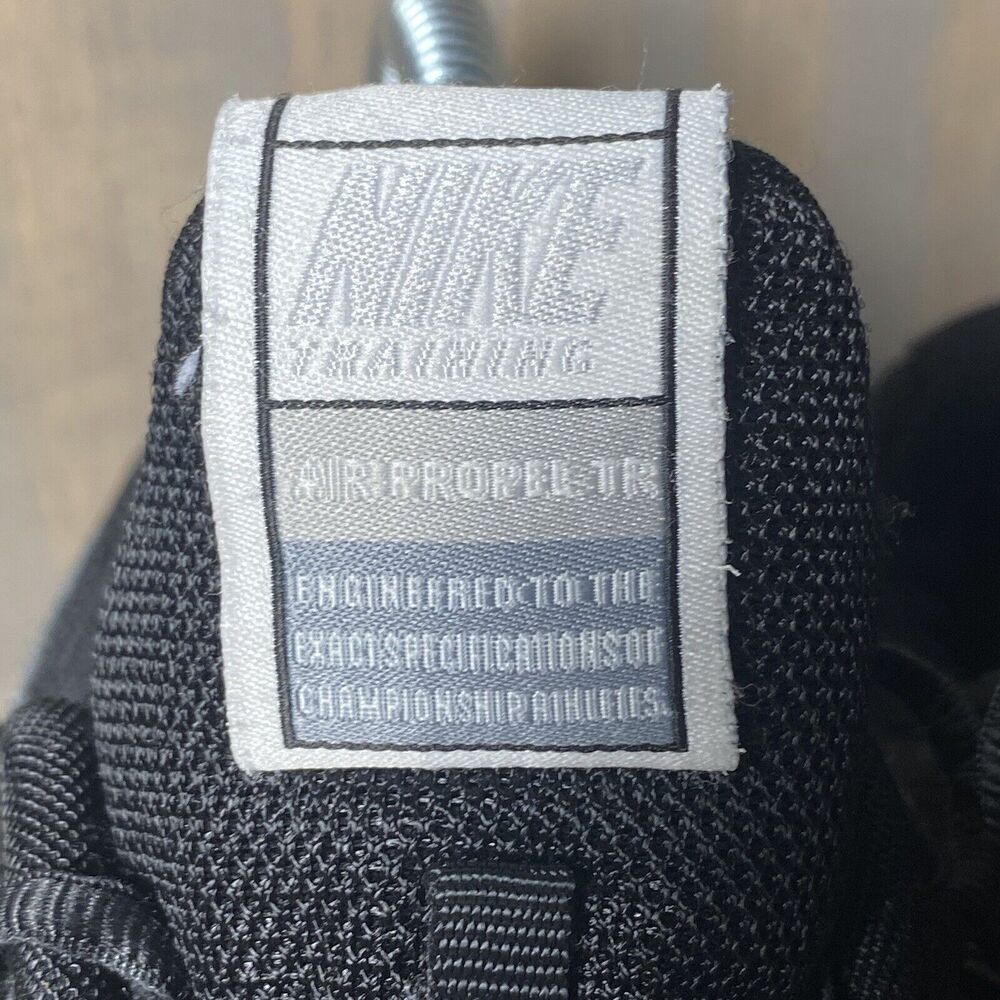 NIKE
TRAINING
AIR PROPEL TR
ENGINEERED TO THE
EXACT SPECIFICATIONS OF
CHAMPIONSHIP ATHLETES.